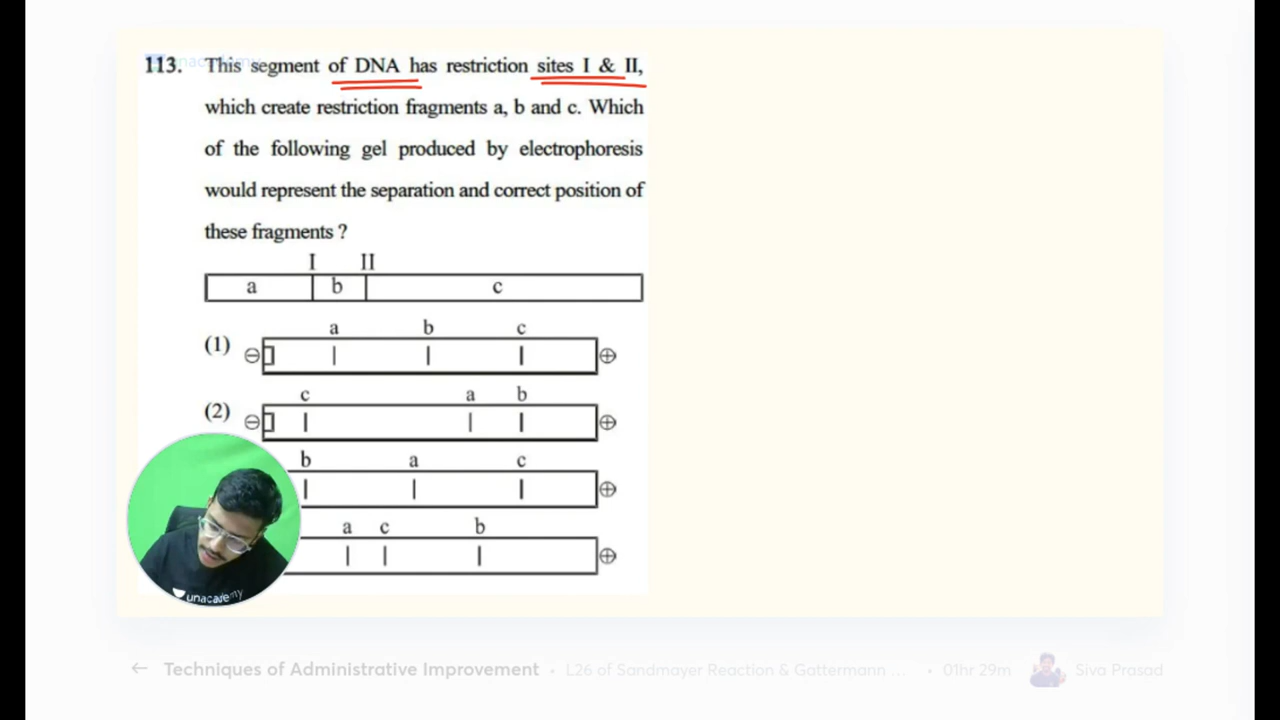 113. This segment of DNA has restriction sites I & II,
which create restriction fragments a, b and c. Which
of the following gel produced by electrophoresis
would represent the separation and correct position of
these fragments ?
I II
a b c
a b c
(1) ⊖ ⊕
c a b
(2) ⊖ ⊕
b a c
⊕
a c b
⊕
unacademy
← Techniques of Administrative Improvement • L26 of Sandmayer Reaction & Gattermann ... • 01hr 29m Siva Prasad